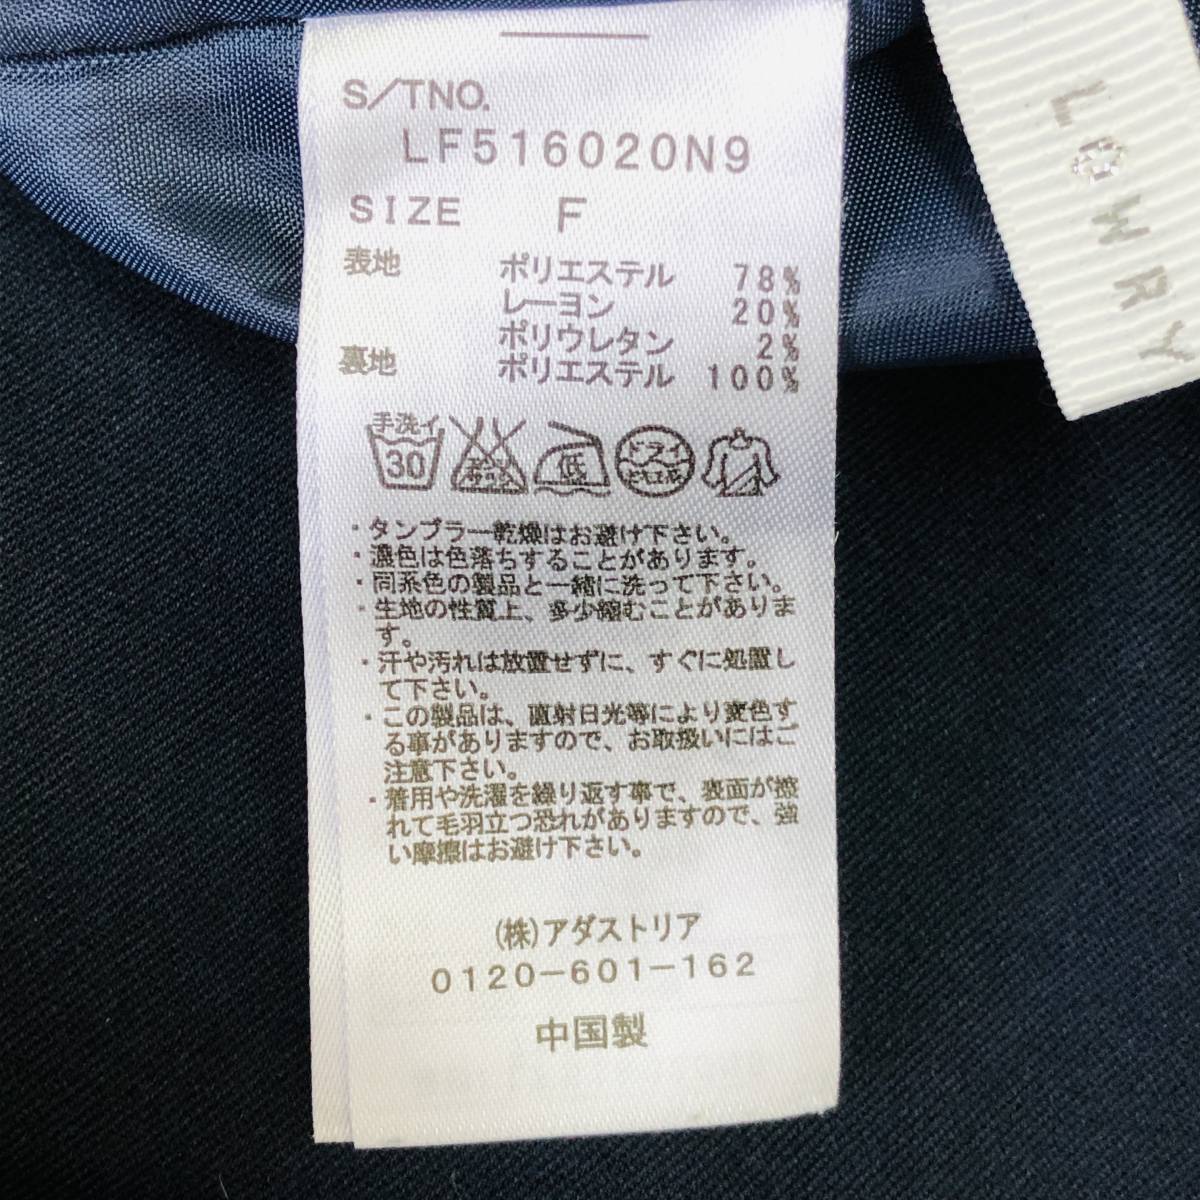 S/TNO.
LF516020N9
SIZE F
表地 ポリエステル 78%
レーヨン 20%
ポリウレタン 2%
裏地 ポリエステル 100%
手洗イ
30
低
ドライ
・タンブラー乾燥はお避け下さい。
・濃色は色落ちすることがあります。
・同系色の製品と一緒に洗って下さい。
・生地の性質上、多少縮むことがありま
す。
・汗や汚れは放置せずに、すぐに処置し
て下さい。
・この製品は、直射日光等により変色す
る事がありますので、お取扱いにはご
注意下さい。
・着用や洗濯を繰り返す事で、表面が擦
れて毛羽立つ恐れがありますので、強
い摩擦はお避け下さい。
(株)アダストリア
0120-601-162
中国製
LOWRY